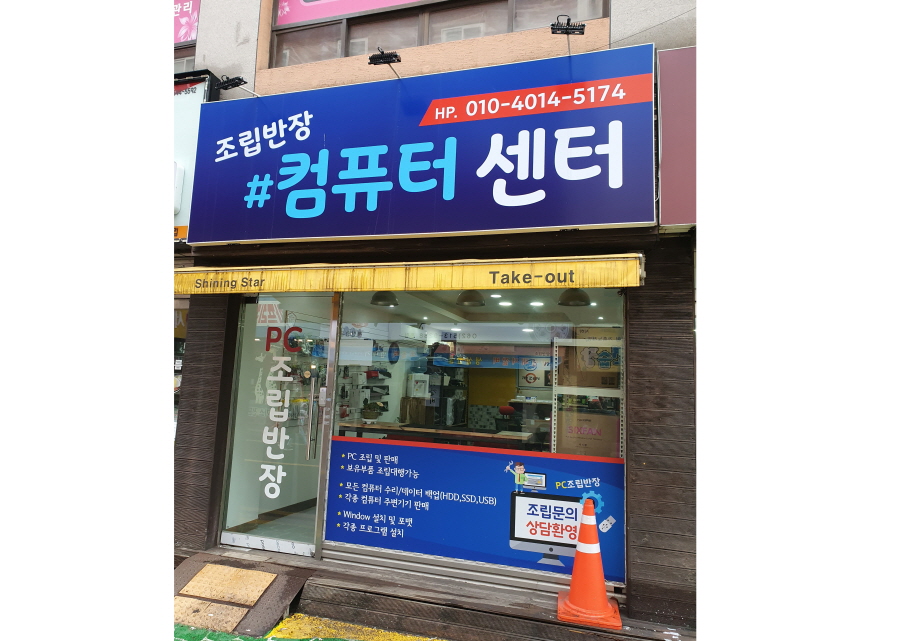 관리
HP. 010-4014-5174
조립반장
#컴퓨터 센터
Shining Star
Take-out
PC
조립반장
★ PC 조립 및 판매
★ 보유부품 조립대행가능
★ 모든 컴퓨터 수리/데이터 백업(HDD,SSD,USB)
★ 각종 컴퓨터 주변기기 판매
★ Window 설치 및 포맷
★ 각종 프로그램 설치
PC조립반장
조립문의
상담환영